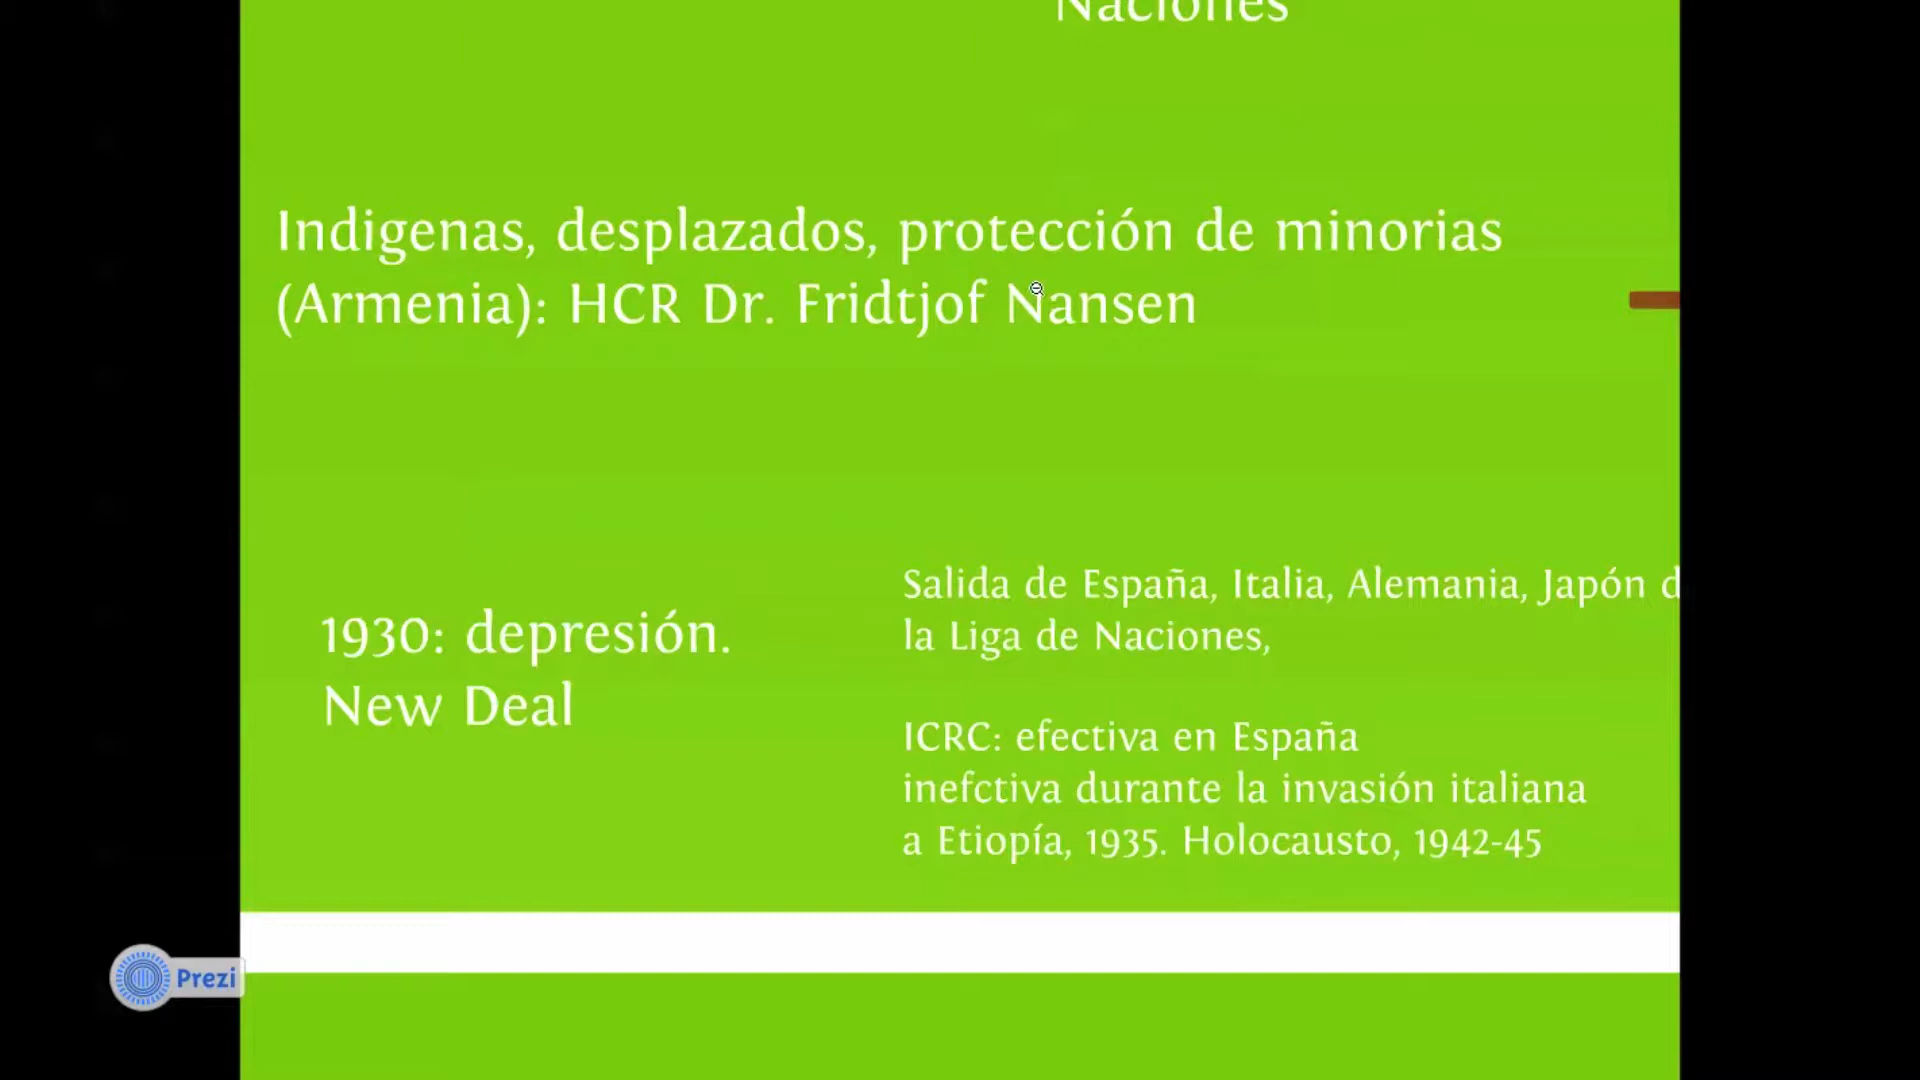 Naciones
Indigenas, desplazados, protección de minorias
(Armenia): HCR Dr. Fridtjof Nansen
1930: depresión.
New Deal
Salida de España, Italia, Alemania, Japón d
la Liga de Naciones,
ICRC: efectiva en España
inefctiva durante la invasión italiana
a Etiopía, 1935. Holocausto, 1942-45
Prezi